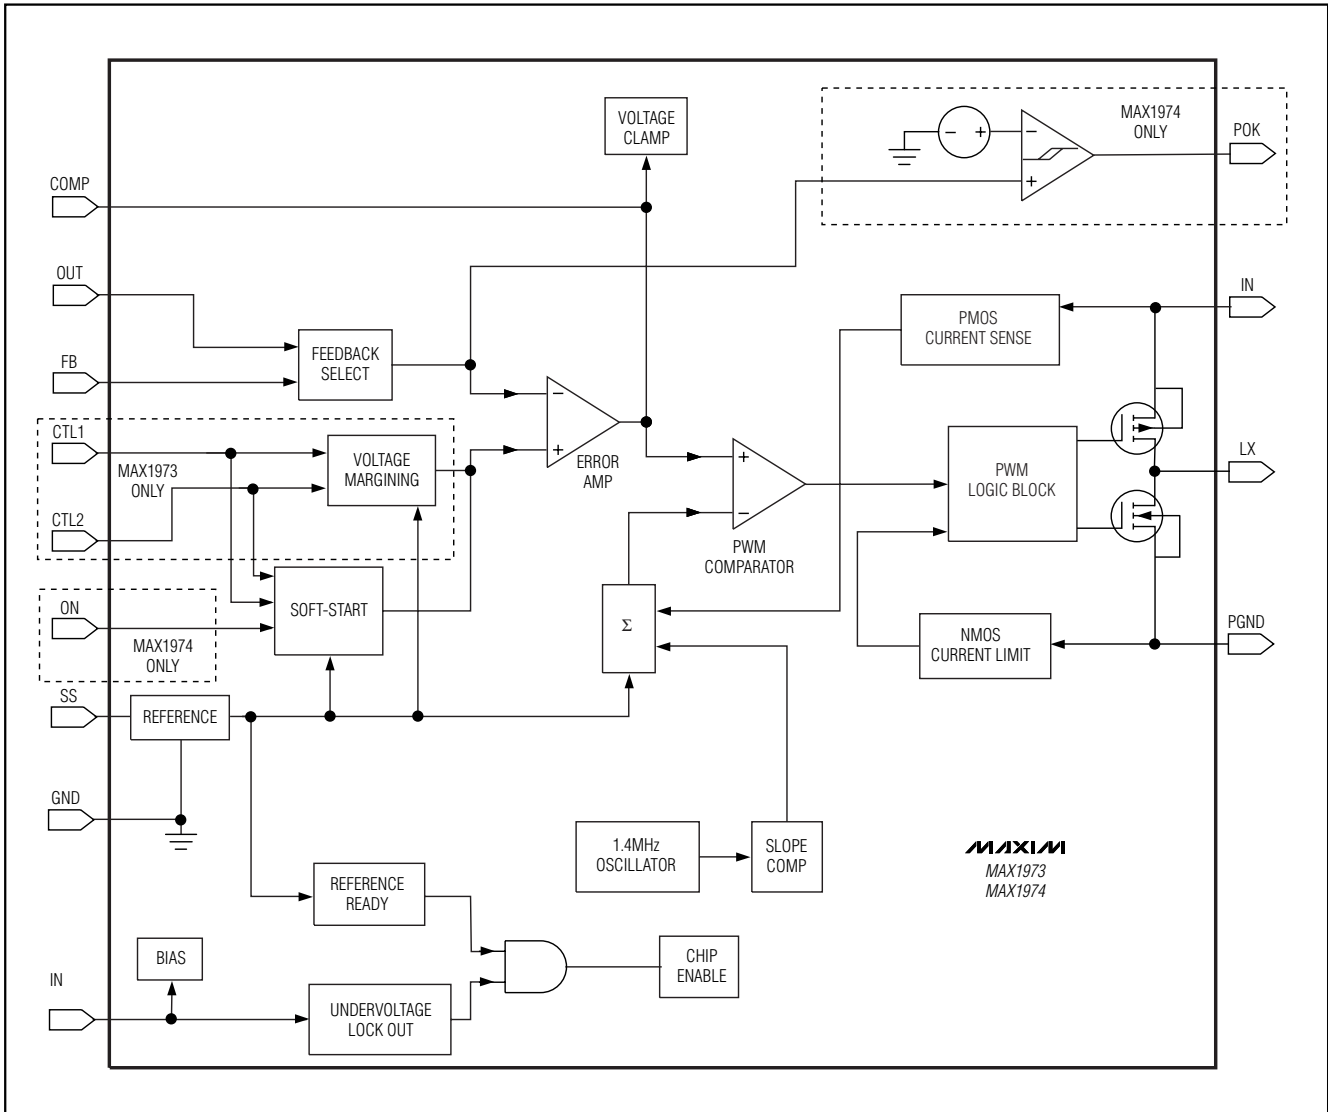 VOLTAGE
CLAMP
MAX1974
ONLY
POK
COMP
OUT
FB
FEEDBACK
SELECT
PMOS
CURRENT SENSE
IN
CTL1
MAX1973
ONLY
CTL2
VOLTAGE
MARGINING
−
+
ERROR
AMP
+
−
PWM
COMPARATOR
PWM
LOGIC BLOCK
LX
ON
MAX1974
ONLY
SOFT-START
Σ
NMOS
CURRENT LIMIT
PGND
SS
REFERENCE
GND
1.4MHz
OSCILLATOR
SLOPE
COMP
MAXIM
MAX1973
MAX1974
REFERENCE
READY
BIAS
IN
UNDERVOLTAGE
LOCK OUT
CHIP
ENABLE
− +
−
+